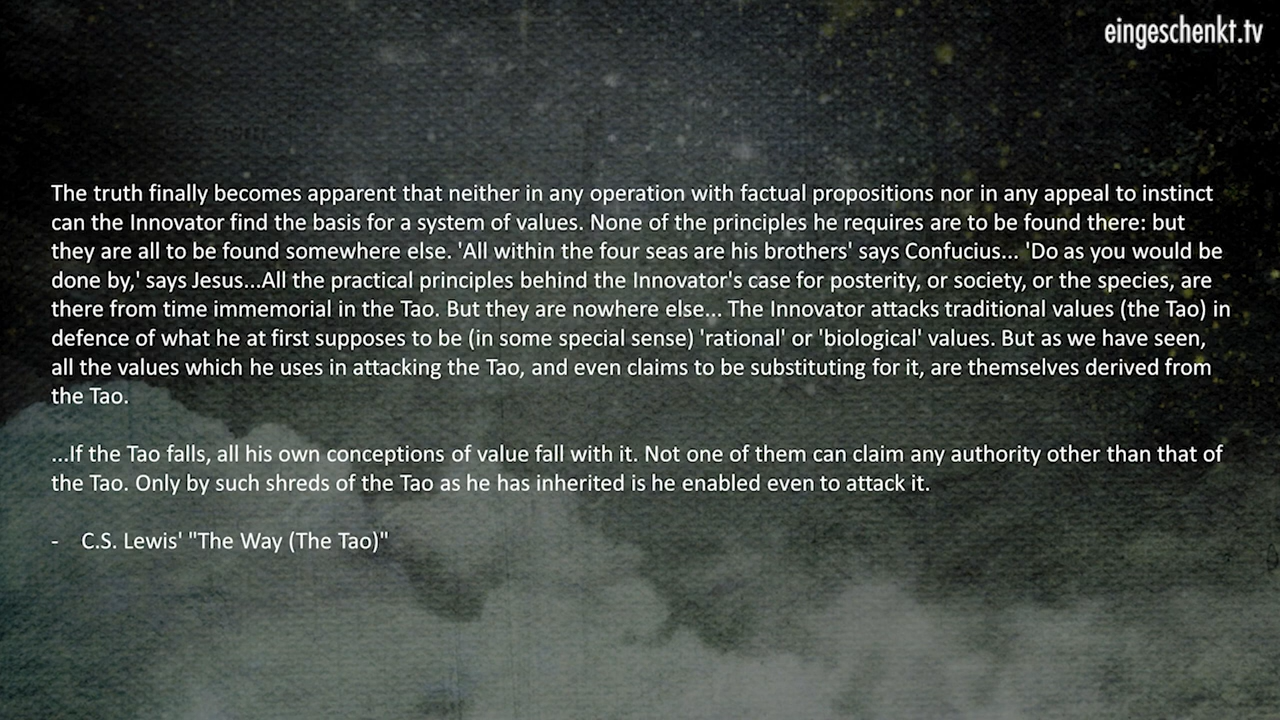 eingeschenkt.tv
The truth finally becomes apparent that neither in any operation with factual propositions nor in any appeal to instinct
can the Innovator find the basis for a system of values. None of the principles he requires are to be found there: but
they are all to be found somewhere else. 'All within the four seas are his brothers' says Confucius... 'Do as you would be
done by,' says Jesus...All the practical principles behind the Innovator's case for posterity, or society, or the species, are
there from time immemorial in the Tao. But they are nowhere else... The Innovator attacks traditional values (the Tao) in
defence of what he at first supposes to be (in some special sense) 'rational' or 'biological' values. But as we have seen,
all the values which he uses in attacking the Tao, and even claims to be substituting for it, are themselves derived from
the Tao.
...If the Tao falls, all his own conceptions of value fall with it. Not one of them can claim any authority other than that of
the Tao. Only by such shreds of the Tao as he has inherited is he enabled even to attack it.
- C.S. Lewis' "The Way (The Tao)"